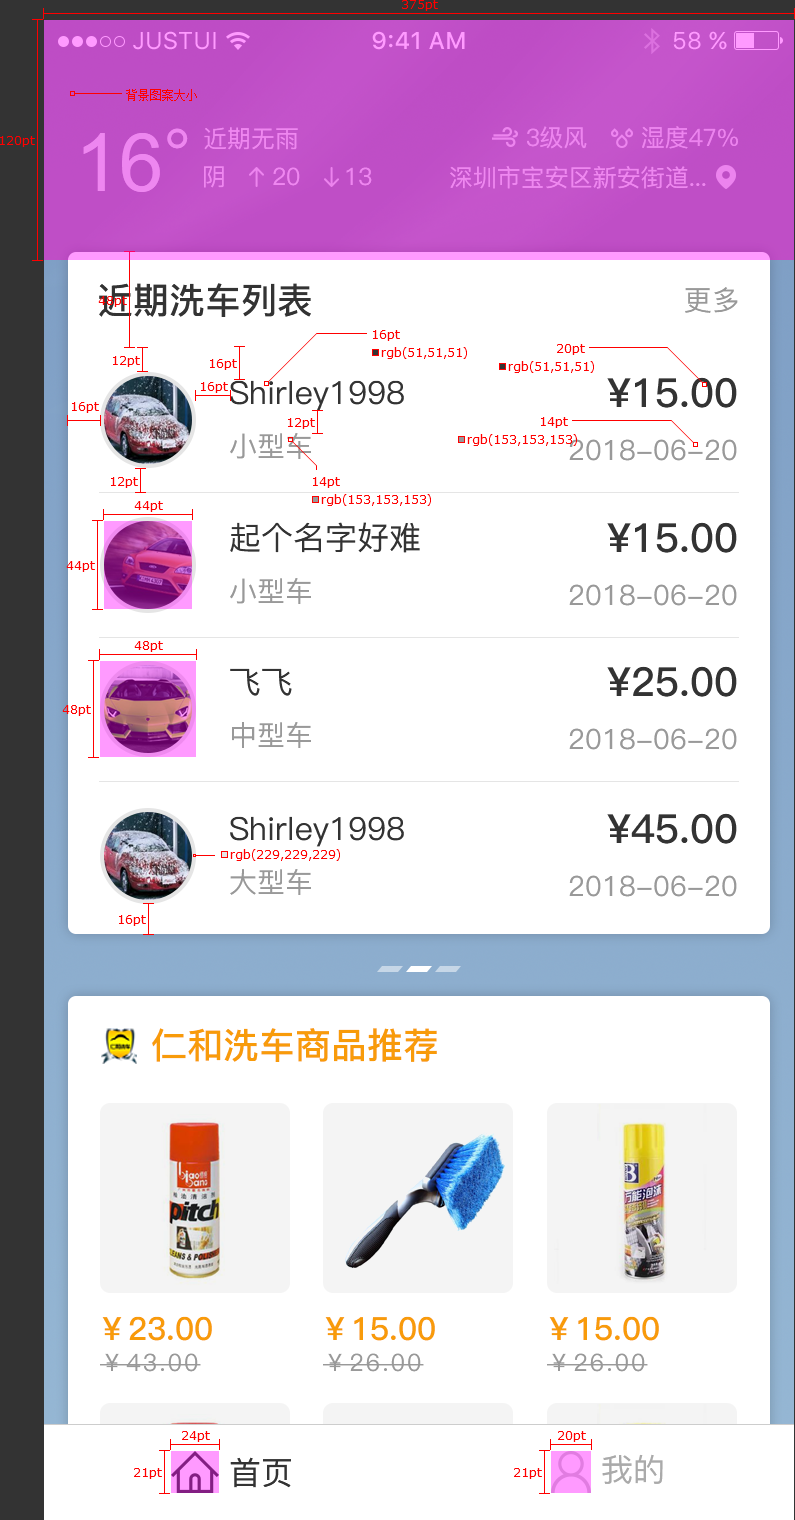 375pt
JUSTUI 9:41 AM 58 %
背景图案大小
120pt
16° 近期无雨 3级风 湿度47%
阴 ↑20 ↓13 深圳市宝安区新安街道...
48pt
近期洗车列表 更多
16pt
rgb(51,51,51)
20pt
rgb(51,51,51)
12pt
16pt
16pt
16pt
Shirley1998 ¥15.00
12pt
14pt
rgb(153,153,153)
小型车 2018-06-20
12pt
14pt
rgb(153,153,153)
44pt
44pt
起个名字好难 ¥15.00
小型车 2018-06-20
48pt
48pt
飞飞 ¥25.00
中型车 2018-06-20
Shirley1998 ¥45.00
rgb(229,229,229)
大型车 2018-06-20
16pt
仁和洗车商品推荐
pitch
¥ 23.00 ¥ 15.00 ¥ 15.00
¥ 43.00 ¥ 26.00 ¥ 26.00
24pt
21pt
首页
20pt
21pt
我的